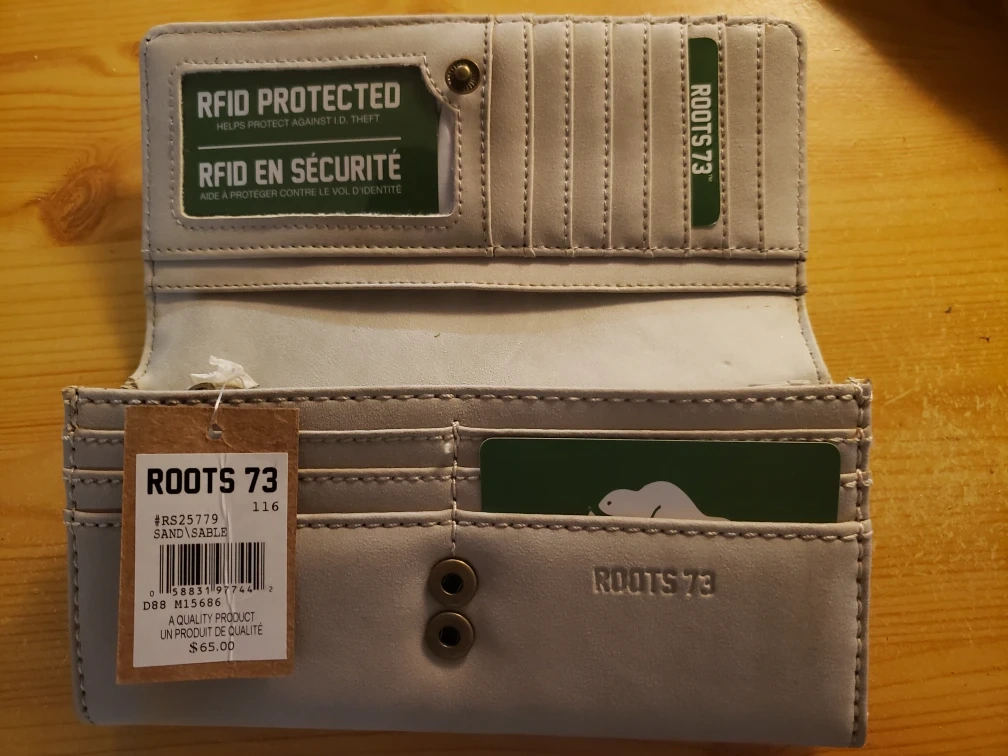 RFID PROTECTED
HELPS PROTECT AGAINST I.D. THEFT
RFID EN SÉCURITÉ
AIDE À PROTÉGER CONTRE LE VOL D'IDENTITÉ
ROOTS 73™
ROOTS 73
116
#RS25779
SAND\SABLE
0 58831 97744 2
D88 M15686
A QUALITY PRODUCT
UN PRODUIT DE QUALITÉ
$65.00
ROOTS 73